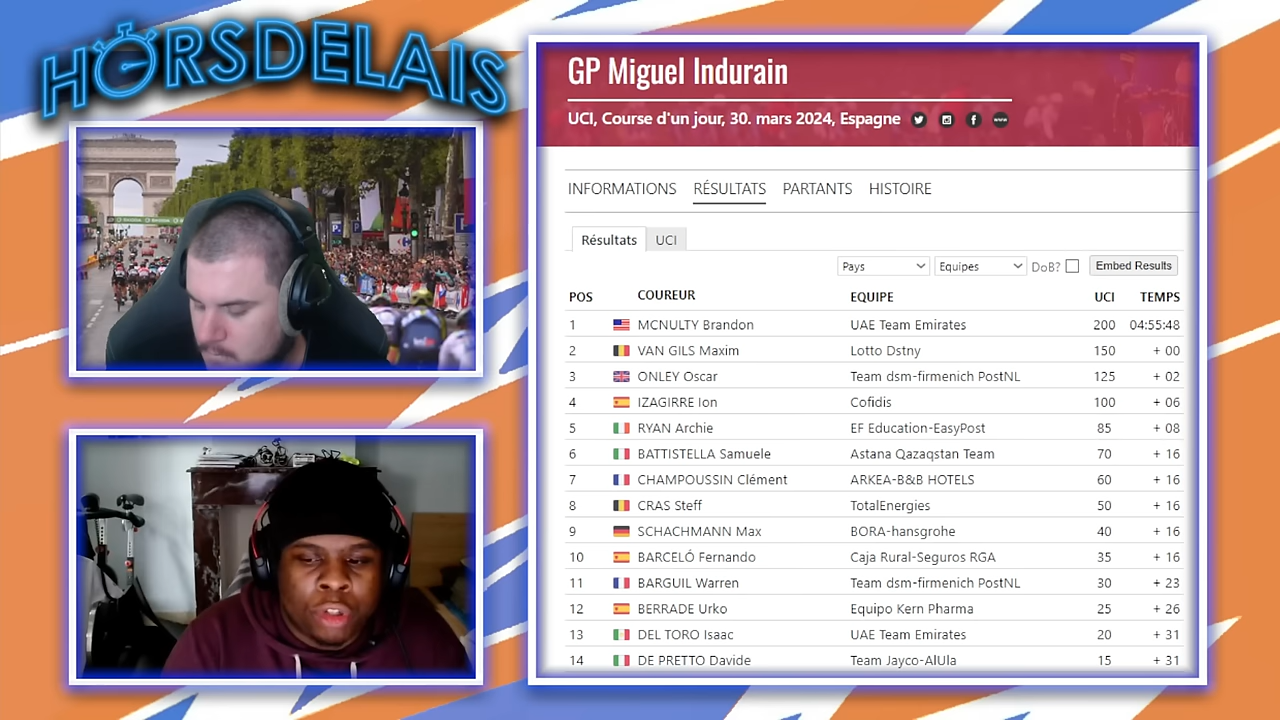 HORSDELAIS
GP Miguel Indurain
UCI, Course d'un jour, 30. mars 2024, Espagne
INFORMATIONS RÉSULTATS PARTANTS HISTOIRE
Résultats UCI
Pays Equipes DoB? Embed Results
POS COUREUR EQUIPE UCI TEMPS
1 MCNULTY Brandon UAE Team Emirates 200 04:55:48
2 VAN GILS Maxim Lotto Dstny 150 + 00
3 ONLEY Oscar Team dsm-firmenich PostNL 125 + 02
4 IZAGIRRE Ion Cofidis 100 + 06
5 RYAN Archie EF Education-EasyPost 85 + 08
6 BATTISTELLA Samuele Astana Qazaqstan Team 70 + 16
7 CHAMPOUSSIN Clément ARKEA-B&B HOTELS 60 + 16
8 CRAS Steff TotalEnergies 50 + 16
9 SCHACHMANN Max BORA-hansgrohe 40 + 16
10 BARCELÓ Fernando Caja Rural-Seguros RGA 35 + 16
11 BARGUIL Warren Team dsm-firmenich PostNL 30 + 23
12 BERRADE Urko Equipo Kern Pharma 25 + 26
13 DEL TORO Isaac UAE Team Emirates 20 + 31
14 DE PRETTO Davide Team Jayco-AlUla 15 + 31